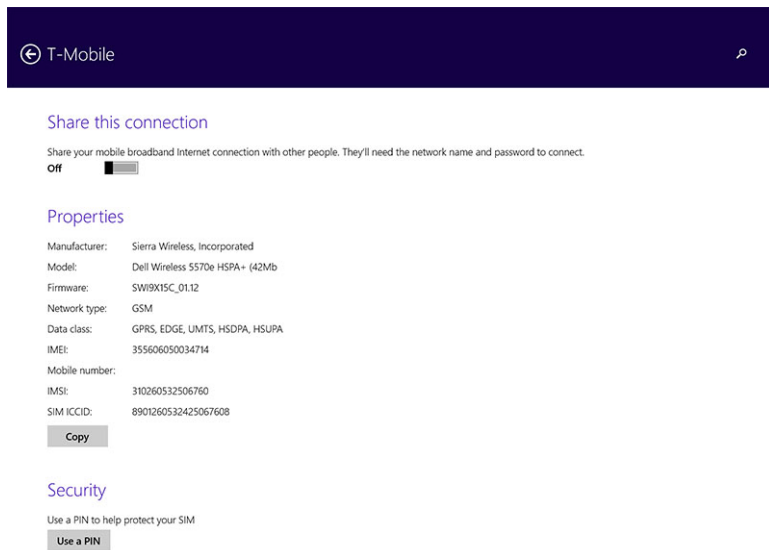 T-Mobile
Share this connection
Share your mobile broadband Internet connection with other people. They'll need the network name and password to connect.
Off
Properties
Manufacturer: Sierra Wireless, Incorporated
Model: Dell Wireless 5570e HSPA+ (42Mb
Firmware: SWI9X15C_01.12
Network type: GSM
Data class: GPRS, EDGE, UMTS, HSDPA, HSUPA
IMEI: 355606050034714
Mobile number:
IMSI: 310260532506760
SIM ICCID: 8901260532425067608
Copy
Security
Use a PIN to help protect your SIM
Use a PIN